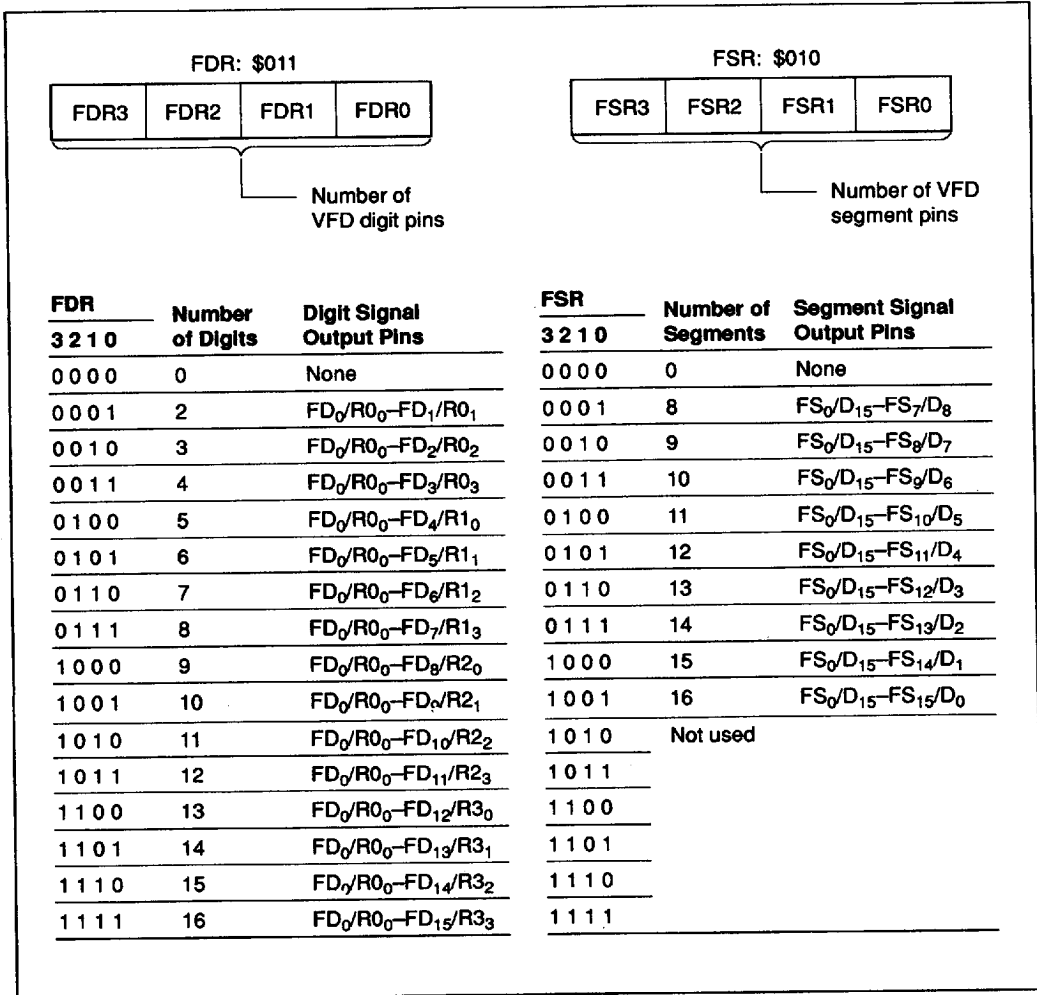 FDR: $011
FDR3 FDR2 FDR1 FDR0
Number of
VFD digit pins
FSR: $010
FSR3 FSR2 FSR1 FSR0
Number of VFD
segment pins
FDR Number Digit Signal
3 2 1 0 of Digits Output Pins
0 0 0 0 0 None
0 0 0 1 2 FD₀/R0₀–FD₁/R0₁
0 0 1 0 3 FD₀/R0₀–FD₂/R0₂
0 0 1 1 4 FD₀/R0₀–FD₃/R0₃
0 1 0 0 5 FD₀/R0₀–FD₄/R1₀
0 1 0 1 6 FD₀/R0₀–FD₅/R1₁
0 1 1 0 7 FD₀/R0₀–FD₆/R1₂
0 1 1 1 8 FD₀/R0₀–FD₇/R1₃
1 0 0 0 9 FD₀/R0₀–FD₈/R2₀
1 0 0 1 10 FD₀/R0₀–FD₉/R2₁
1 0 1 0 11 FD₀/R0₀–FD₁₀/R2₂
1 0 1 1 12 FD₀/R0₀–FD₁₁/R2₃
1 1 0 0 13 FD₀/R0₀–FD₁₂/R3₀
1 1 0 1 14 FD₀/R0₀–FD₁₃/R3₁
1 1 1 0 15 FD₀/R0₀–FD₁₄/R3₂
1 1 1 1 16 FD₀/R0₀–FD₁₅/R3₃
FSR Number of Segment Signal
3 2 1 0 Segments Output Pins
0 0 0 0 0 None
0 0 0 1 8 FS₀/D₁₅–FS₇/D₈
0 0 1 0 9 FS₀/D₁₅–FS₈/D₇
0 0 1 1 10 FS₀/D₁₅–FS₉/D₆
0 1 0 0 11 FS₀/D₁₅–FS₁₀/D₅
0 1 0 1 12 FS₀/D₁₅–FS₁₁/D₄
0 1 1 0 13 FS₀/D₁₅–FS₁₂/D₃
0 1 1 1 14 FS₀/D₁₅–FS₁₃/D₂
1 0 0 0 15 FS₀/D₁₅–FS₁₄/D₁
1 0 0 1 16 FS₀/D₁₅–FS₁₅/D₀
1 0 1 0 Not used
1 0 1 1
1 1 0 0
1 1 0 1
1 1 1 0
1 1 1 1